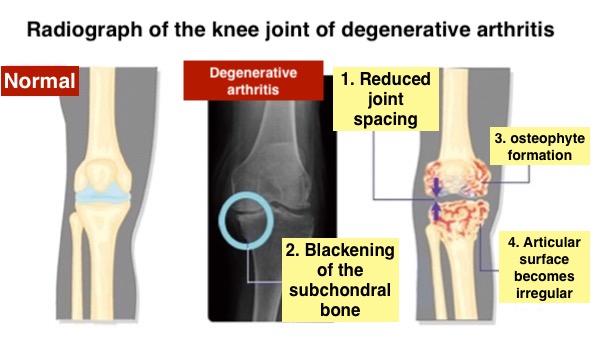 Radiograph of the knee joint of degenerative arthritis
Normal
Degenerative
arthritis
1. Reduced
joint
spacing
3. osteophyte
formation
2. Blackening
of the
subchondral
bone
4. Articular
surface
becomes
irregular